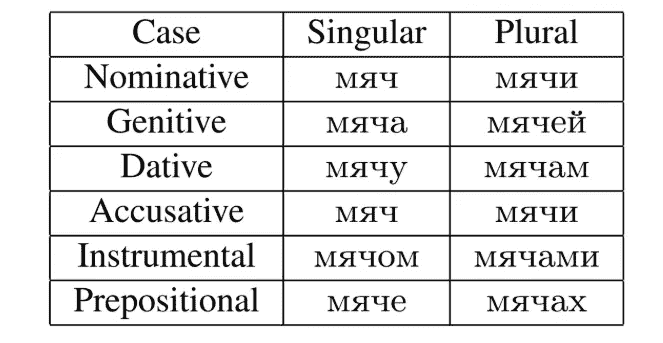 Case Singular Plural
Nominative мяч мячи
Genitive мяча мячей
Dative мячу мячам
Accusative мяч мячи
Instrumental мячом мячами
Prepositional мяче мячах